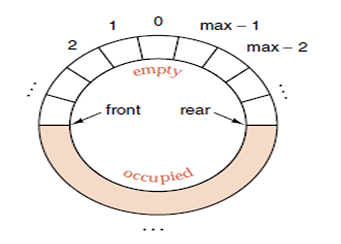 1 0 max – 1
2 max – 2
...
...
empty
front rear
occupied
...